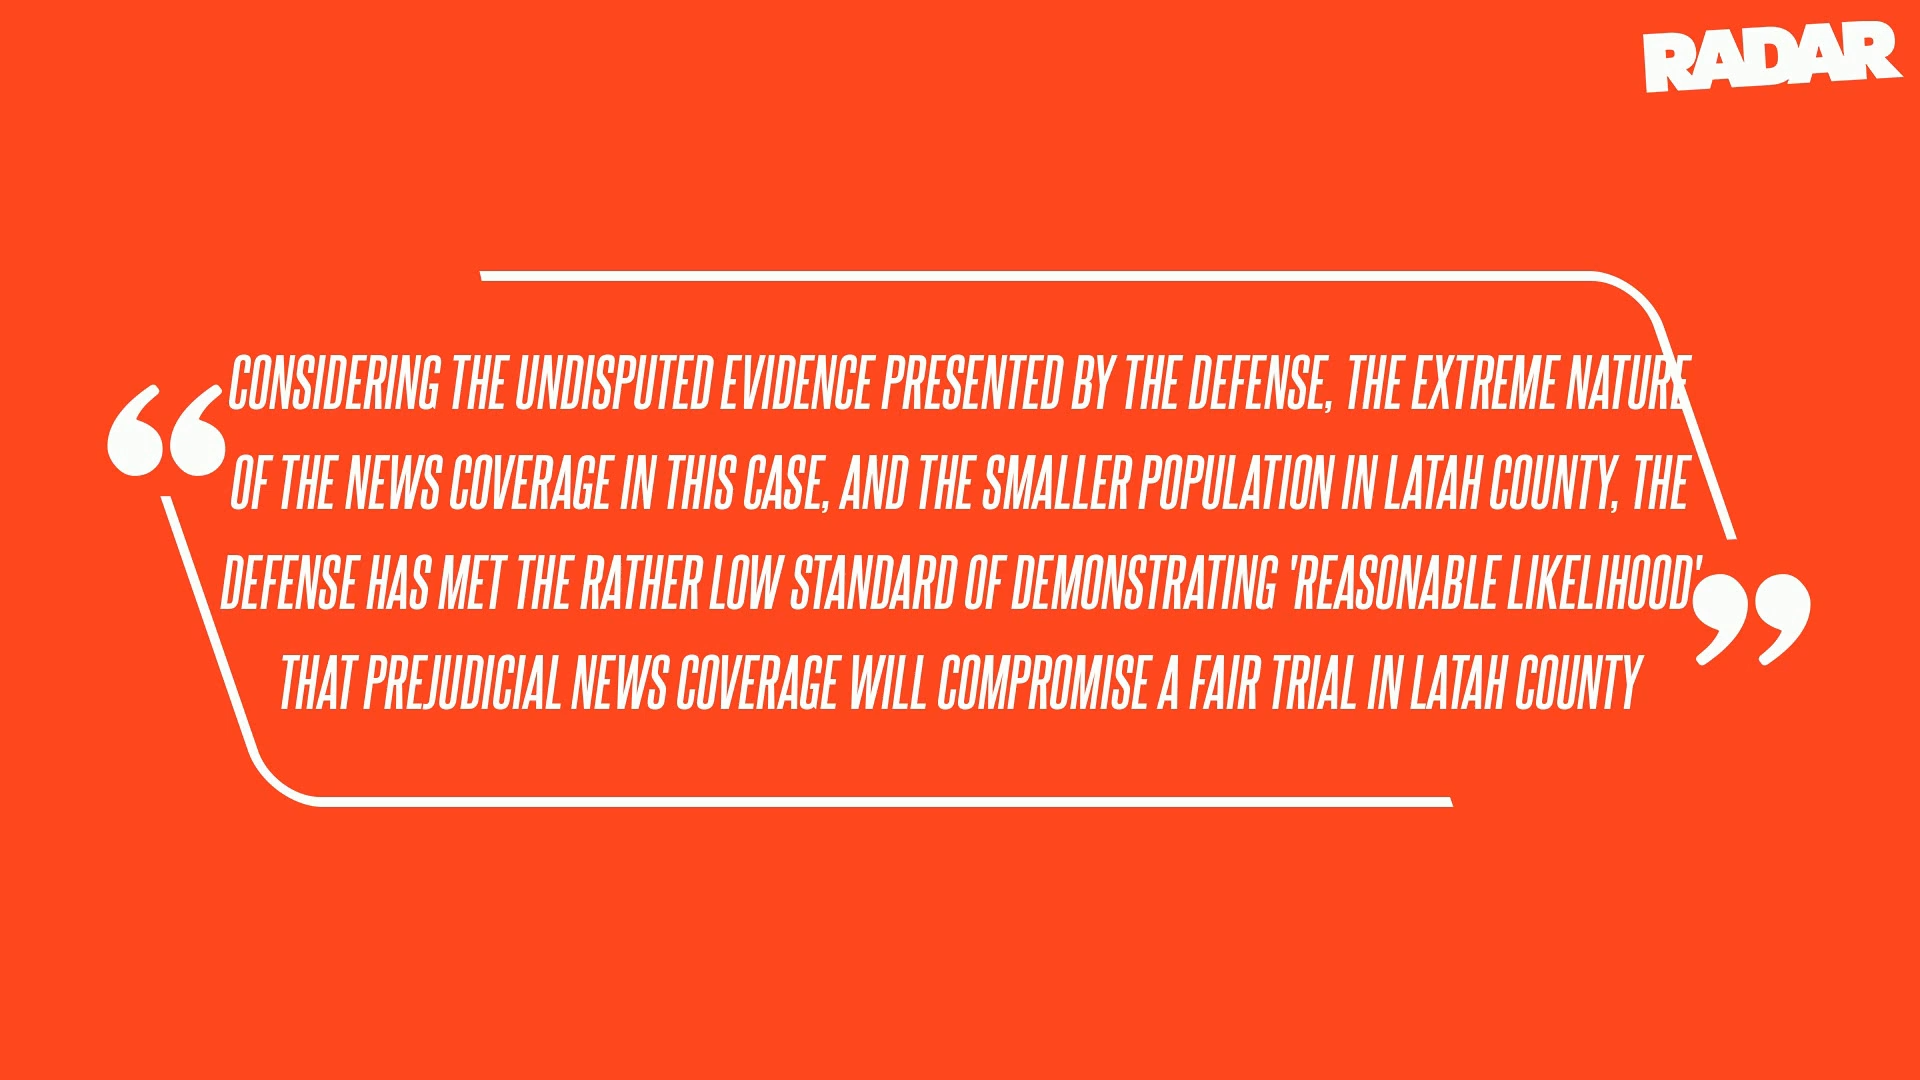 RADAR
CONSIDERING THE UNDISPUTED EVIDENCE PRESENTED BY THE DEFENSE, THE EXTREME NATURE
OF THE NEWS COVERAGE IN THIS CASE, AND THE SMALLER POPULATION IN LATAH COUNTY, THE
DEFENSE HAS MET THE RATHER LOW STANDARD OF DEMONSTRATING 'REASONABLE LIKELIHOOD'
THAT PREJUDICIAL NEWS COVERAGE WILL COMPROMISE A FAIR TRIAL IN LATAH COUNTY